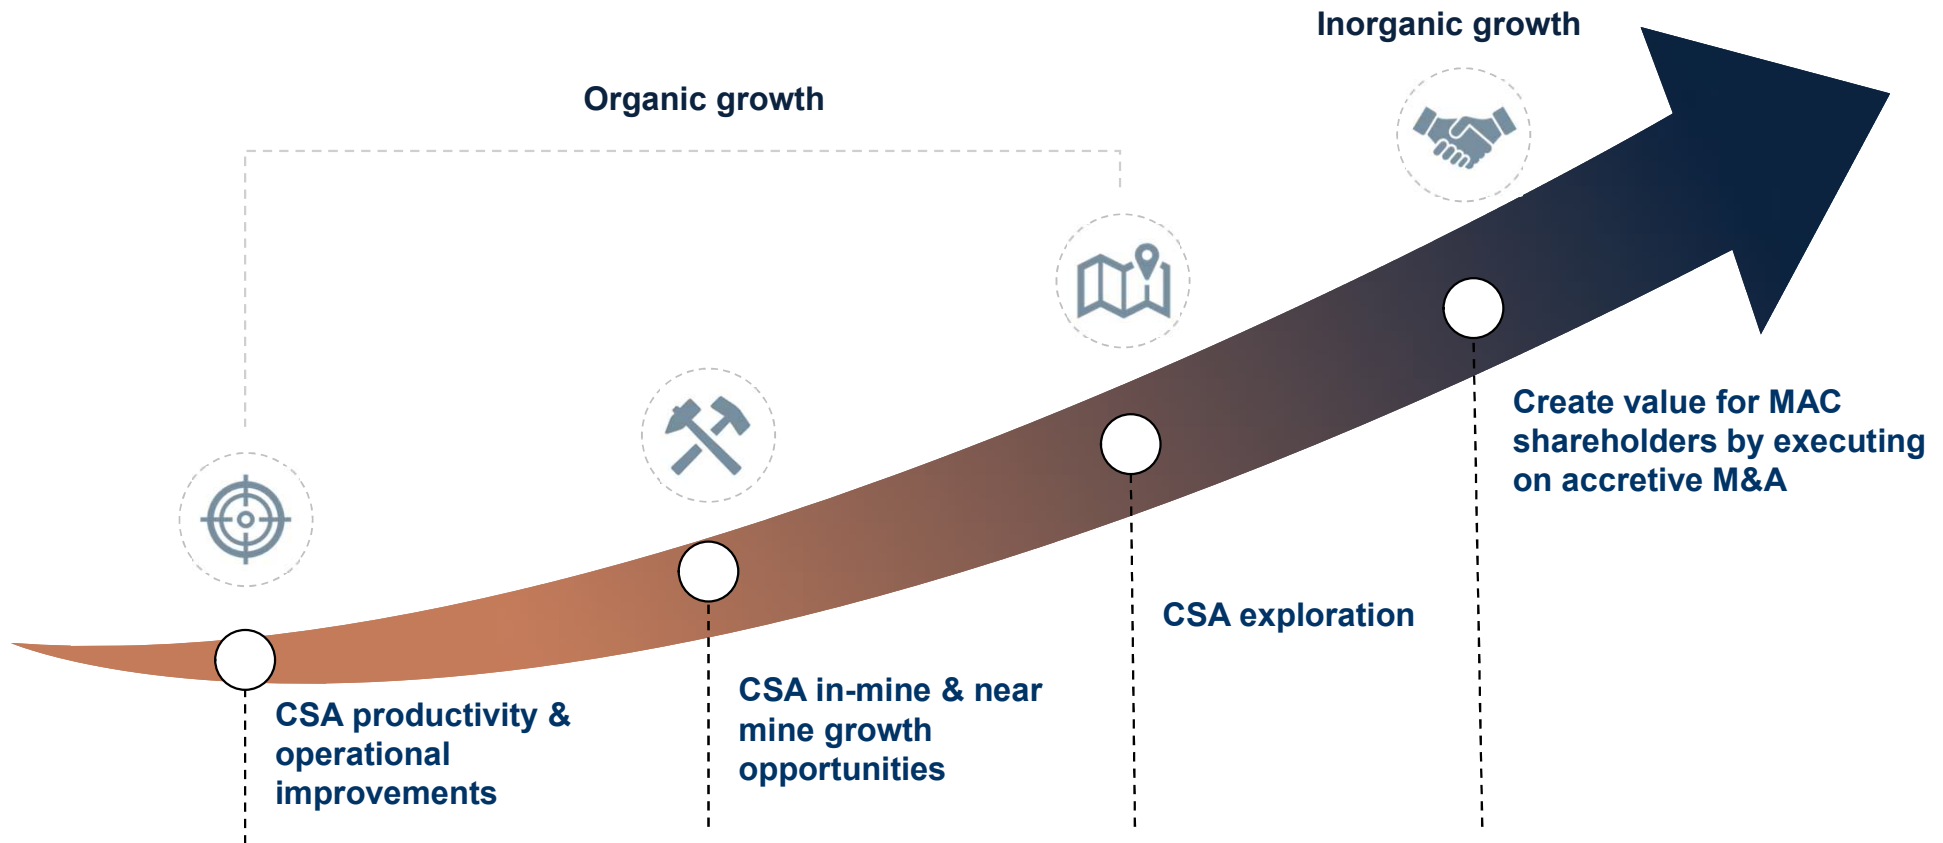 Inorganic growth
Organic growth
CSA productivity &
operational
improvements
CSA in-mine & near
mine growth
opportunities
CSA exploration
Create value for MAC
shareholders by executing
on accretive M&A